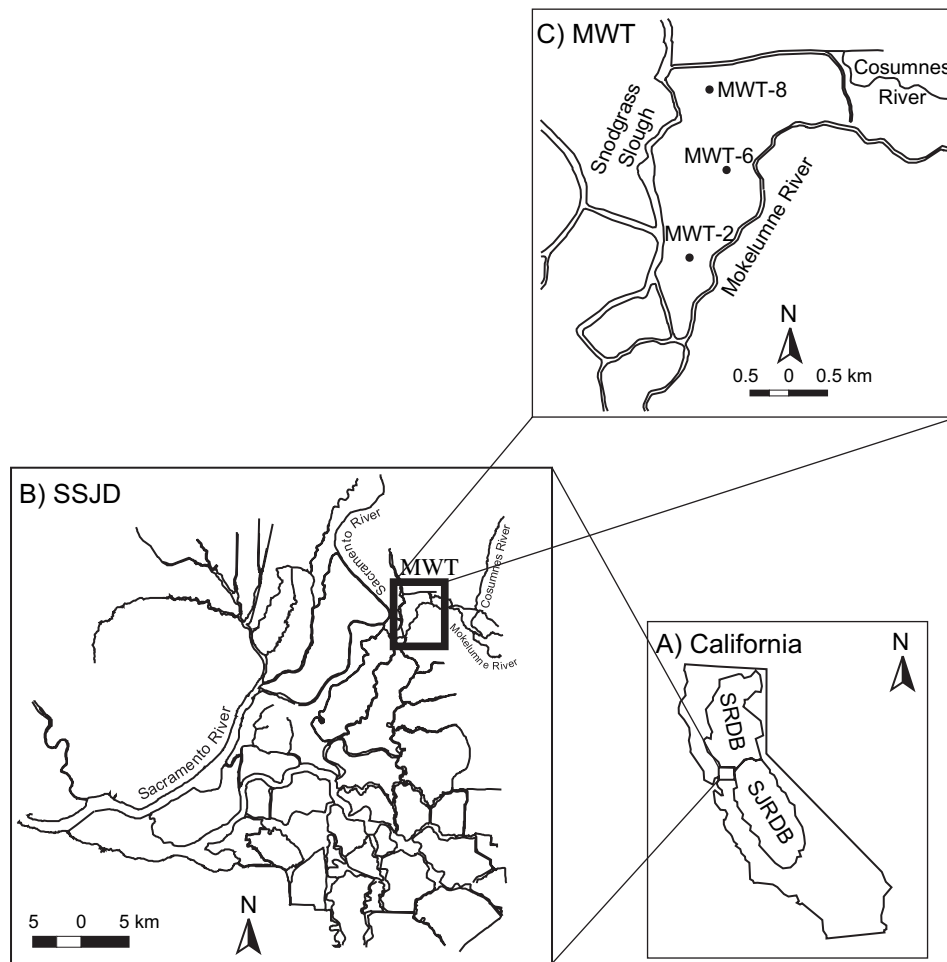 C) MWT
Cosumnes
River
MWT-8
Snodgrass
Slough
MWT-6
MWT-2
Mokelumne River
N
0.5 0 0.5 km
B) SSJD
Sacramento River
MWT
Cosumnes River
Mokelumne River
Sacramento River
N
5 0 5 km
A) California
N
SRDB
SJRDB